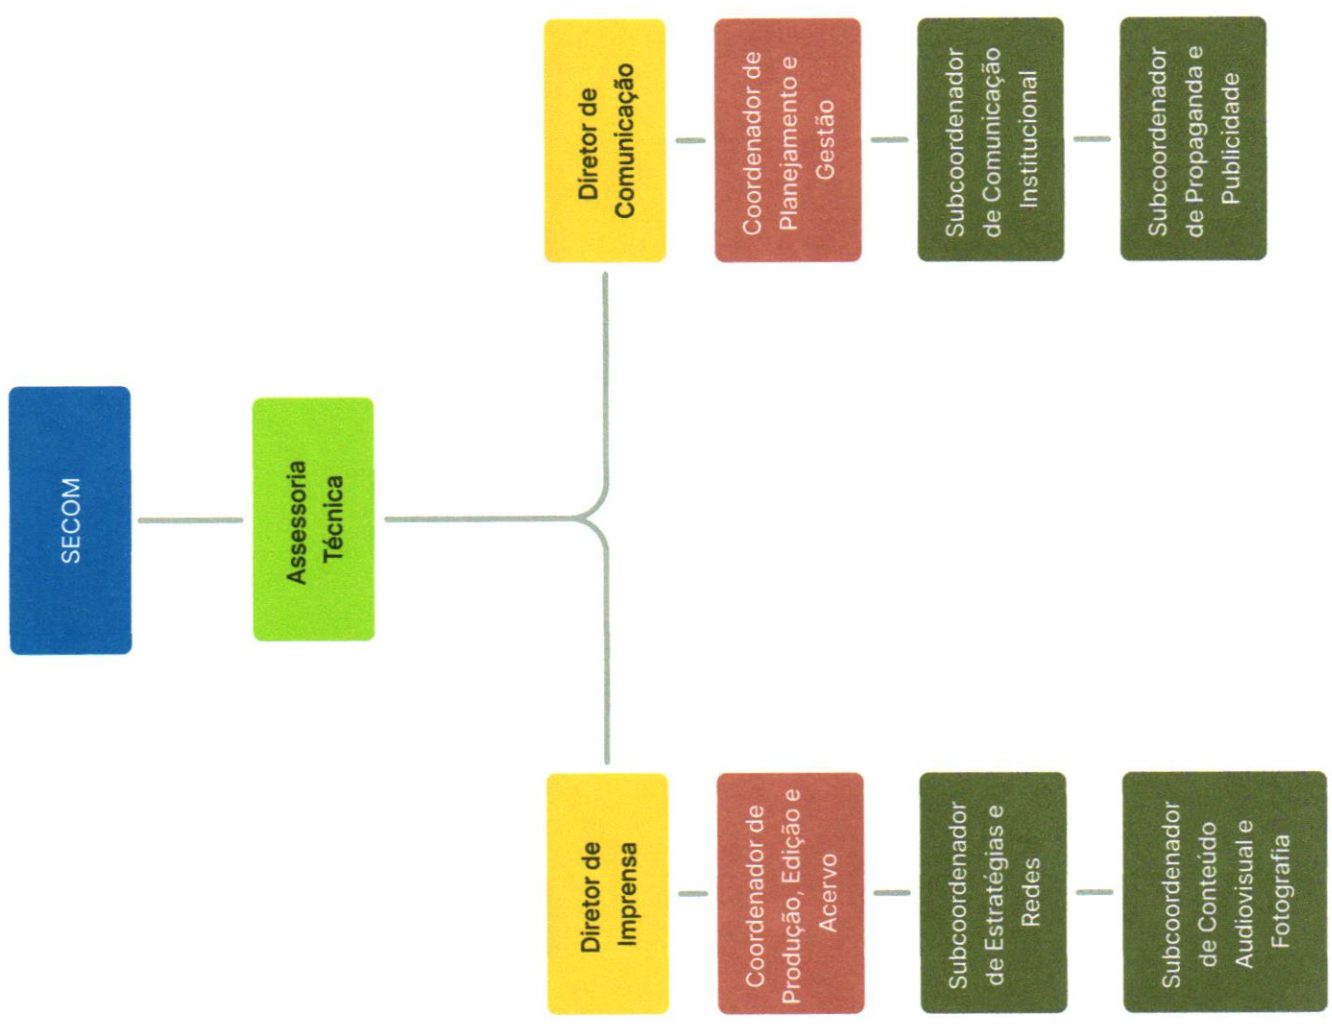 SECOM
Assessoria
Técnica
Diretor de
Imprensa
Coordenador de
Produção, Edição e
Acervo
Subcoordenador
de Estratégias e
Redes
Subcoordenador
de Conteúdo
Audiovisual e
Fotografia
Diretor de
Comunicação
Coordenador de
Planejamento e
Gestão
Subcoordenador
de Comunicação
Institucional
Subcoordenador
de Propaganda e
Publicidade